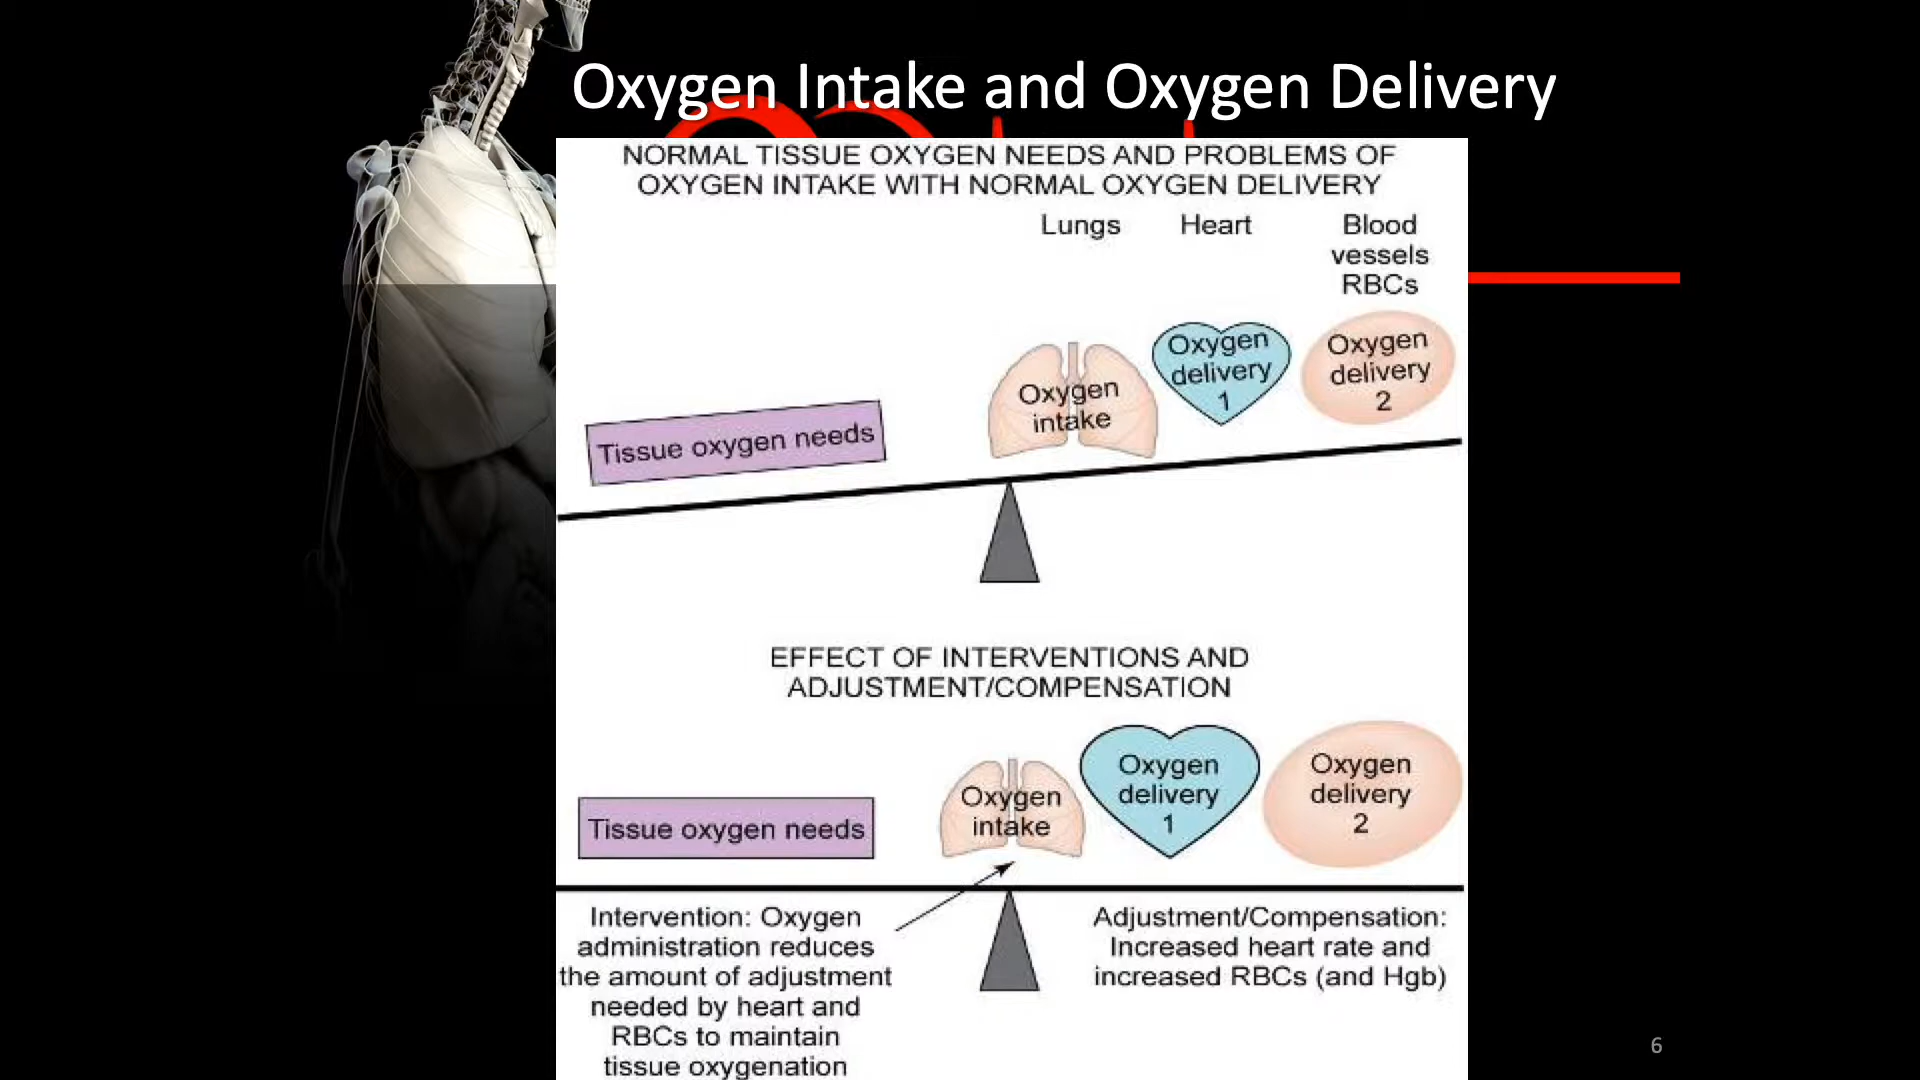 Oxygen Intake and Oxygen Delivery
NORMAL TISSUE OXYGEN NEEDS AND PROBLEMS OF
OXYGEN INTAKE WITH NORMAL OXYGEN DELIVERY
Lungs
Heart
Blood
vessels
RBCs
Tissue oxygen needs
Oxygen
intake
Oxygen
delivery
1
Oxygen
delivery
2
EFFECT OF INTERVENTIONS AND
ADJUSTMENT/COMPENSATION
Tissue oxygen needs
Oxygen
intake
Oxygen
delivery
1
Oxygen
delivery
2
Intervention: Oxygen
administration reduces
the amount of adjustment
needed by heart and
RBCs to maintain
tissue oxygenation
Adjustment/Compensation:
Increased heart rate and
increased RBCs (and Hgb)
6